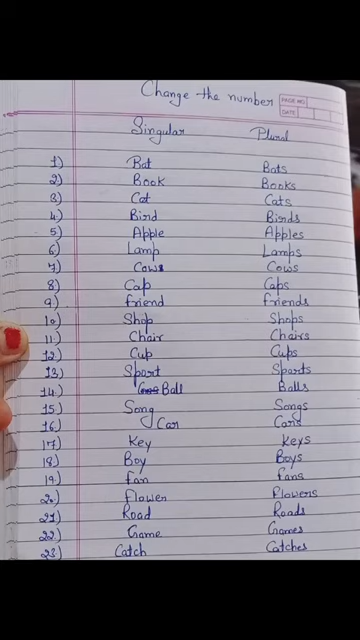 Change the number
PAGE NO.
DATE
Singular Plural
1) Bat Bats
2) Book Books
3) Cat Cats
4) Bird Birds
5) Apple Apples
6) Lamp Lamps
7) Cows Cows
8) Cap Caps
9) friend friends
10) Shop Shops
11) Chair Chairs
12) Cup Cups
13) Sport Sports
14) Ball Balls
15) Song Songs
16) Car Cars
17) Key Keys
18) Boy Boys
19) fan fans
20) Flower Flowers
21) Road Roads
22) Game Games
23) Catch Catches